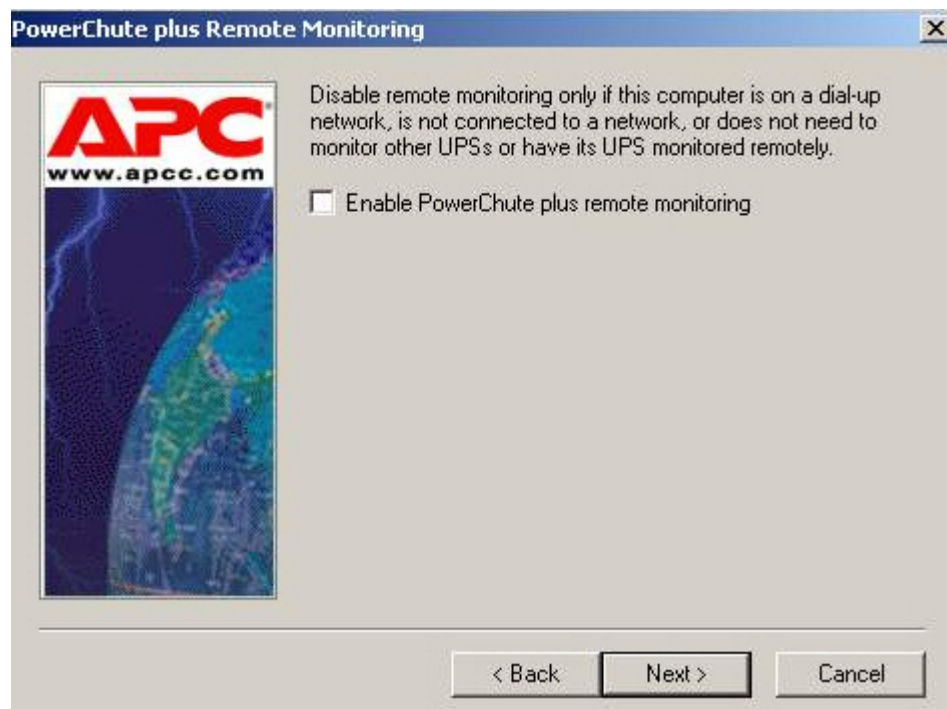 PowerChute plus Remote Monitoring
APC
www.apcc.com
Disable remote monitoring only if this computer is on a dial-up
network, is not connected to a network, or does not need to
monitor other UPSs or have its UPS monitored remotely.
Enable PowerChute plus remote monitoring
< Back
Next >
Cancel